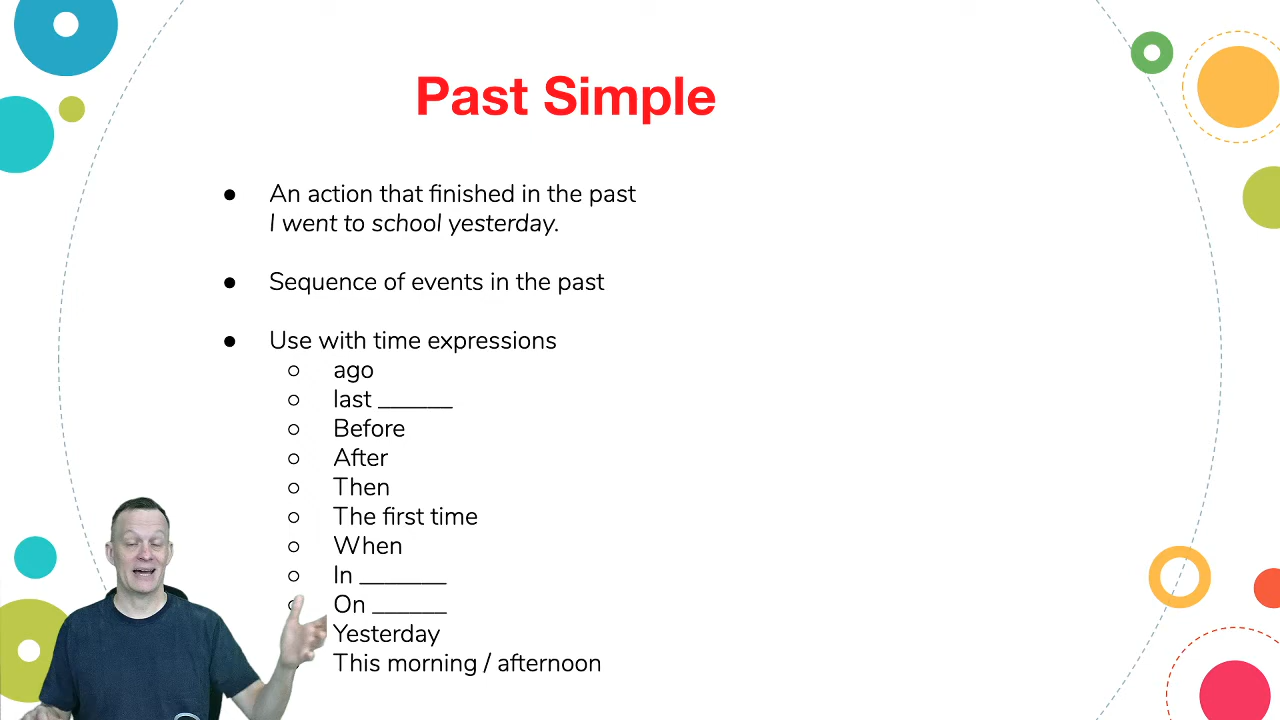 Past Simple
● An action that finished in the past
I went to school yesterday.
● Sequence of events in the past
● Use with time expressions
○ ago
○ last ______
○ Before
○ After
○ Then
○ The first time
○ When
○ In _______
○ On ______
Yesterday
This morning / afternoon